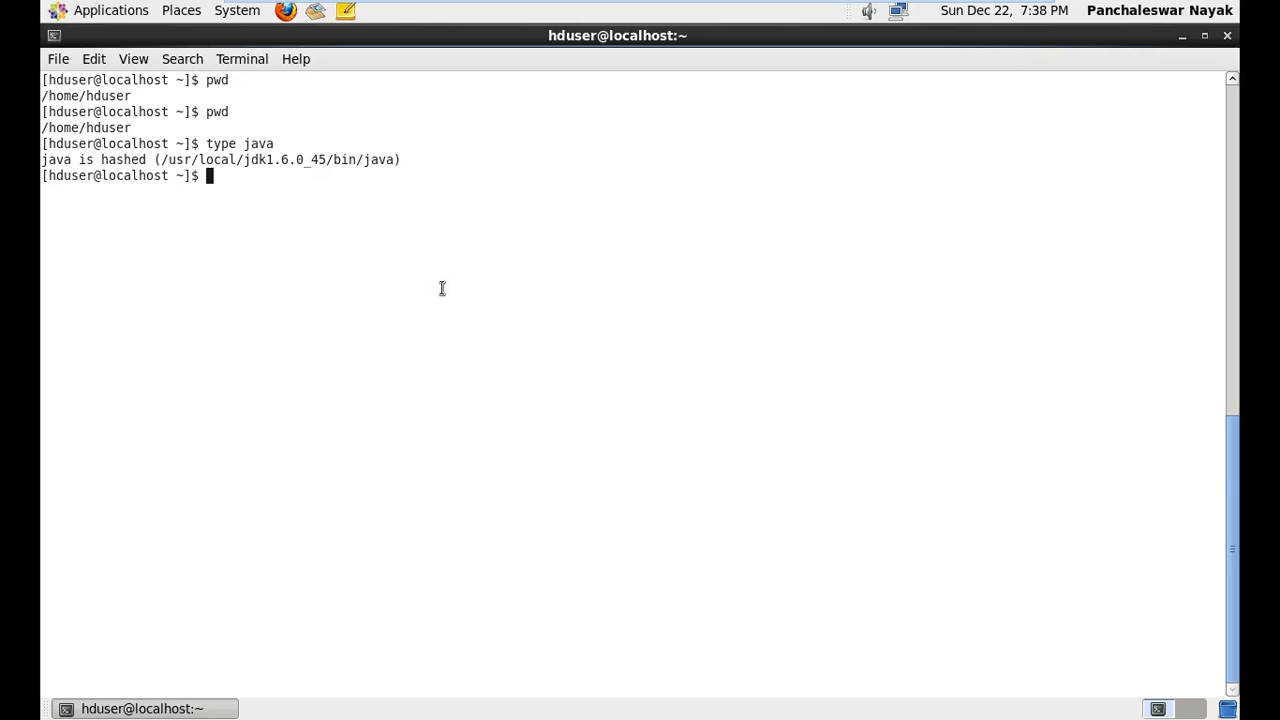 Applications Places System Sun Dec 22, 7:38 PM Panchaleswar Nayak
hduser@localhost:~
File Edit View Search Terminal Help
[hduser@localhost ~]$ pwd
/home/hduser
[hduser@localhost ~]$ pwd
/home/hduser
[hduser@localhost ~]$ type java
java is hashed (/usr/local/jdk1.6.0_45/bin/java)
[hduser@localhost ~]$
hduser@localhost:~